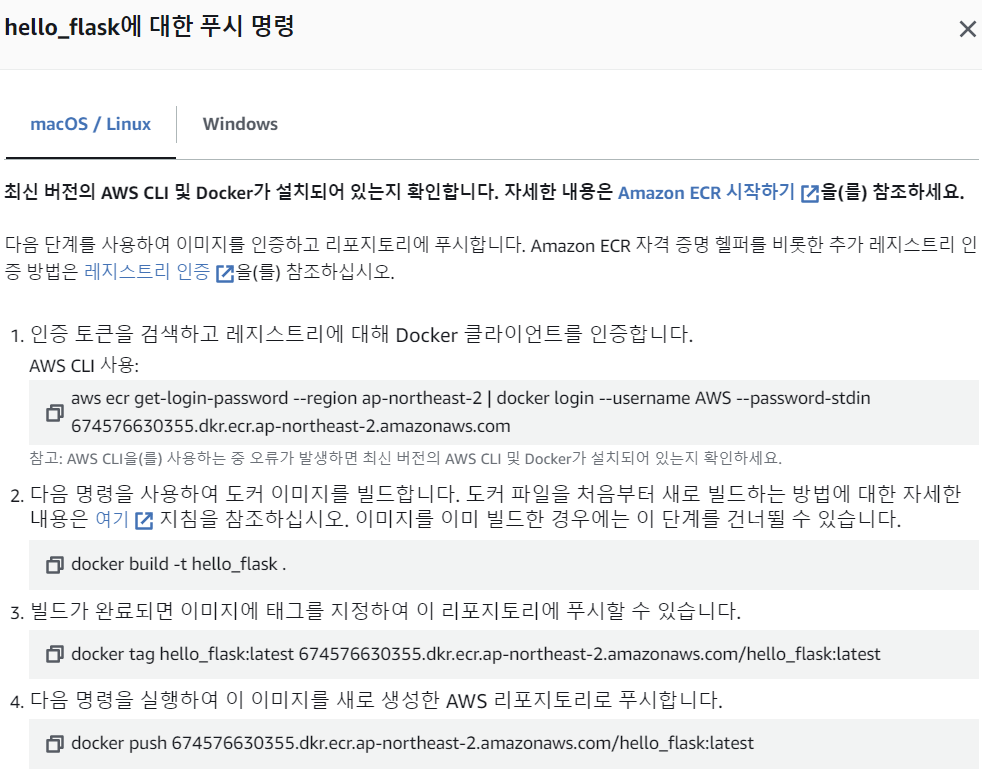 hello_flask에 대한 푸시 명령
macOS / Linux
Windows
최신 버전의 AWS CLI 및 Docker가 설치되어 있는지 확인합니다. 자세한 내용은 Amazon ECR 시작하기 을(를) 참조하세요.
다음 단계를 사용하여 이미지를 인증하고 리포지토리에 푸시합니다. Amazon ECR 자격 증명 헬퍼를 비롯한 추가 레지스트리 인
증 방법은 레지스트리 인증 을(를) 참조하십시오.
1. 인증 토큰을 검색하고 레지스트리에 대해 Docker 클라이언트를 인증합니다.
AWS CLI 사용:
aws ecr get-login-password --region ap-northeast-2 | docker login --username AWS --password-stdin
674576630355.dkr.ecr.ap-northeast-2.amazonaws.com
참고: AWS CLI을(를) 사용하는 중 오류가 발생하면 최신 버전의 AWS CLI 및 Docker가 설치되어 있는지 확인하세요.
2. 다음 명령을 사용하여 도커 이미지를 빌드합니다. 도커 파일을 처음부터 새로 빌드하는 방법에 대한 자세한
내용은 여기 지침을 참조하십시오. 이미지를 이미 빌드한 경우에는 이 단계를 건너뛸 수 있습니다.
docker build -t hello_flask .
3. 빌드가 완료되면 이미지에 태그를 지정하여 이 리포지토리에 푸시할 수 있습니다.
docker tag hello_flask:latest 674576630355.dkr.ecr.ap-northeast-2.amazonaws.com/hello_flask:latest
4. 다음 명령을 실행하여 이 이미지를 새로 생성한 AWS 리포지토리로 푸시합니다.
docker push 674576630355.dkr.ecr.ap-northeast-2.amazonaws.com/hello_flask:latest